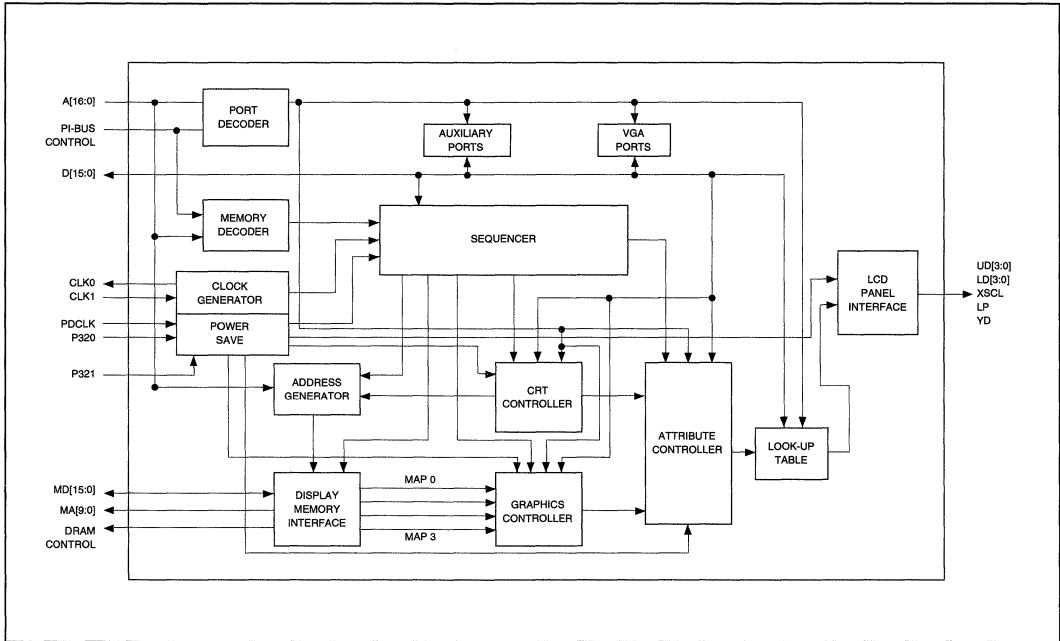 A[16:0]
PI-BUS
CONTROL
D[15:0]
CLK0
CLK1
PDCLK
P320
P321
MD[15:0]
MA[9:0]
DRAM
CONTROL
PORT
DECODER
AUXILIARY
PORTS
VGA
PORTS
MEMORY
DECODER
SEQUENCER
CLOCK
GENERATOR
POWER
SAVE
ADDRESS
GENERATOR
CRT
CONTROLLER
ATTRIBUTE
CONTROLLER
LOOK-UP
TABLE
LCD
PANEL
INTERFACE
DISPLAY
MEMORY
INTERFACE
MAP 0
MAP 3
GRAPHICS
CONTROLLER
UD[3:0]
LD[3:0]
XSCL
LP
YD